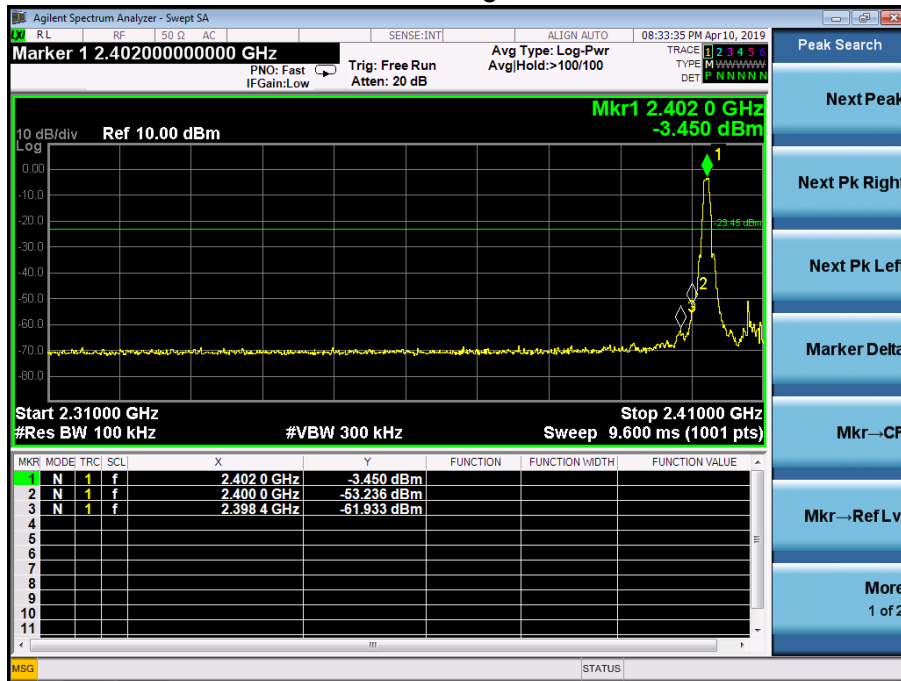 Agilent Spectrum Analyzer - Swept SA
LXI RL RF 50 Ω AC SENSE:INT ALIGN AUTO 08:33:35 PM Apr 10, 2019
Marker 1 2.402000000000 GHz
PNO: Fast
IFGain:Low
Trig: Free Run
Atten: 20 dB
Avg Type: Log-Pwr
Avg|Hold:>100/100
TRACE 1 2 3 4 5 6
TYPE M WWWWW
DET P N N N N N
Peak Search
Next Peak
Next Pk Right
Next Pk Left
Marker Delta
Mkr→CF
Mkr→Ref Lv
More
1 of 2
Mkr1 2.402 0 GHz
-3.450 dBm
10 dB/div Ref 10.00 dBm
Log
0.00
-10.0
-20.0
-30.0
-40.0
-50.0
-60.0
-70.0
-80.0
1
-23.45 dBm
2
3
Start 2.31000 GHz Stop 2.41000 GHz
#Res BW 100 kHz #VBW 300 kHz Sweep 9.600 ms (1001 pts)
MKR MODE TRC SCL X Y FUNCTION FUNCTION WIDTH FUNCTION VALUE
1 N 1 f 2.402 0 GHz -3.450 dBm
2 N 1 f 2.400 0 GHz -53.236 dBm
3 N 1 f 2.398 4 GHz -61.933 dBm
4
5
6
7
8
9
10
11
MSG STATUS